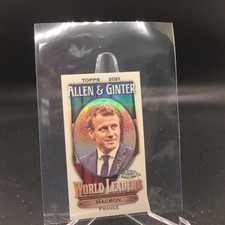 TOPPS 2021
ALLEN & GINTER
WORLD LEADERS
MACRON
FRANCE